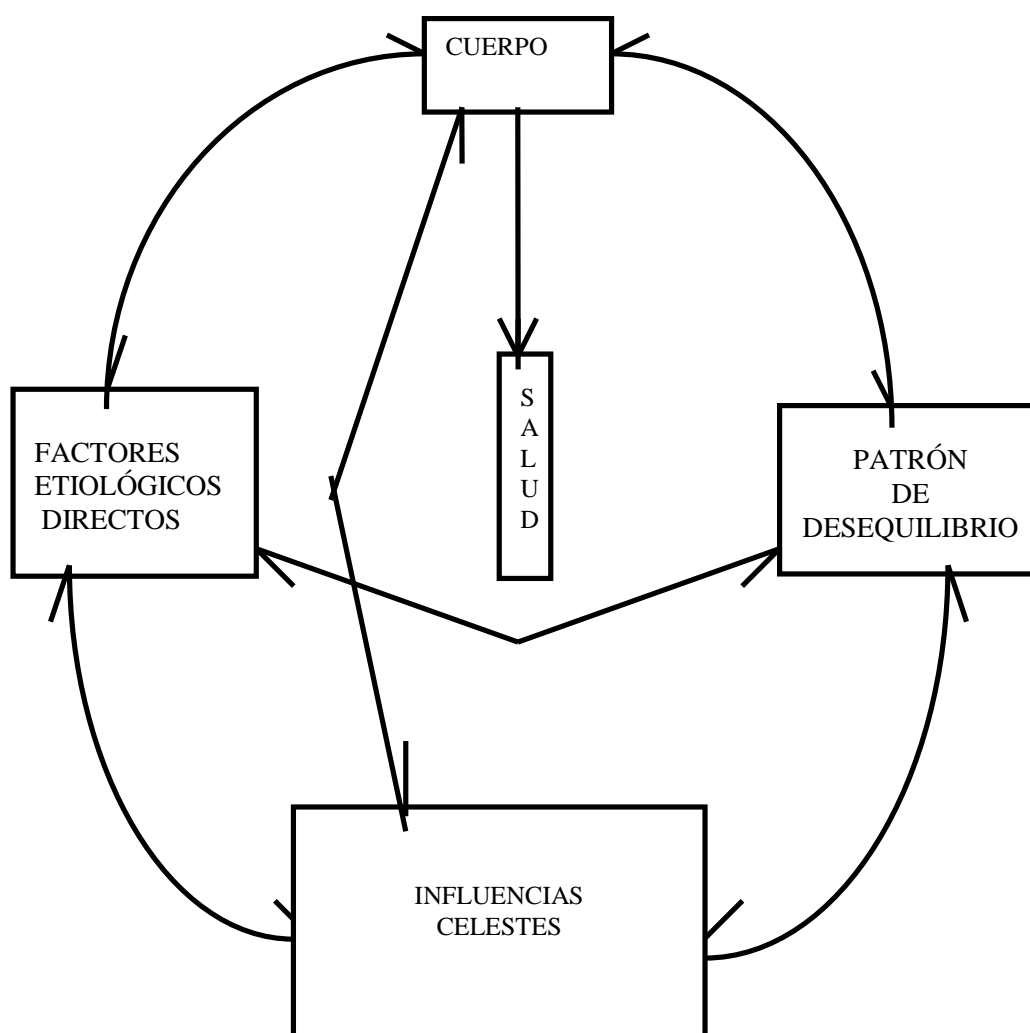 CUERPO
S
A
L
U
D
FACTORES
ETIOLÓGICOS
DIRECTOS
PATRÓN
DE
DESEQUILIBRIO
INFLUENCIAS
CELESTES